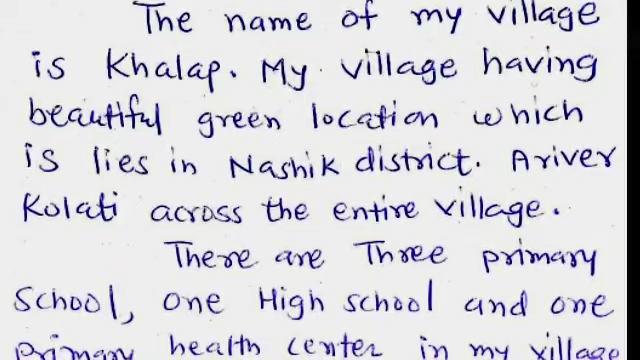 The name of my village
is Khalap. My village having
beautiful green location which
is lies in Nashik district. A river
Kolati across the entire village.
There are Three primary
School, one High school and one
primary health center in my village